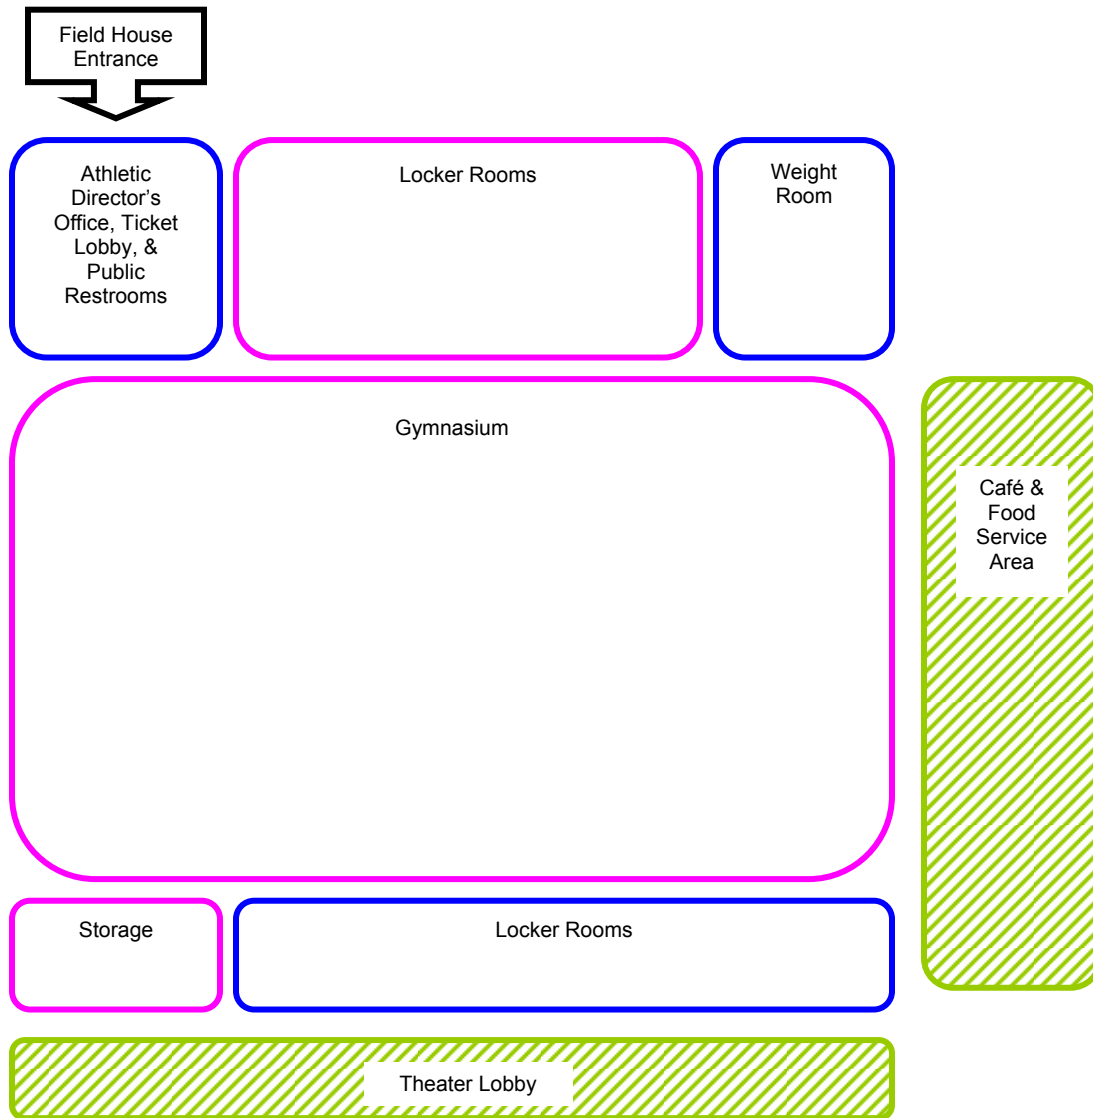 Field House
Entrance
Athletic
Director’s
Office, Ticket
Lobby, &
Public
Restrooms
Locker Rooms
Weight
Room
Gymnasium
Café &
Food
Service
Area
Storage
Locker Rooms
Theater Lobby